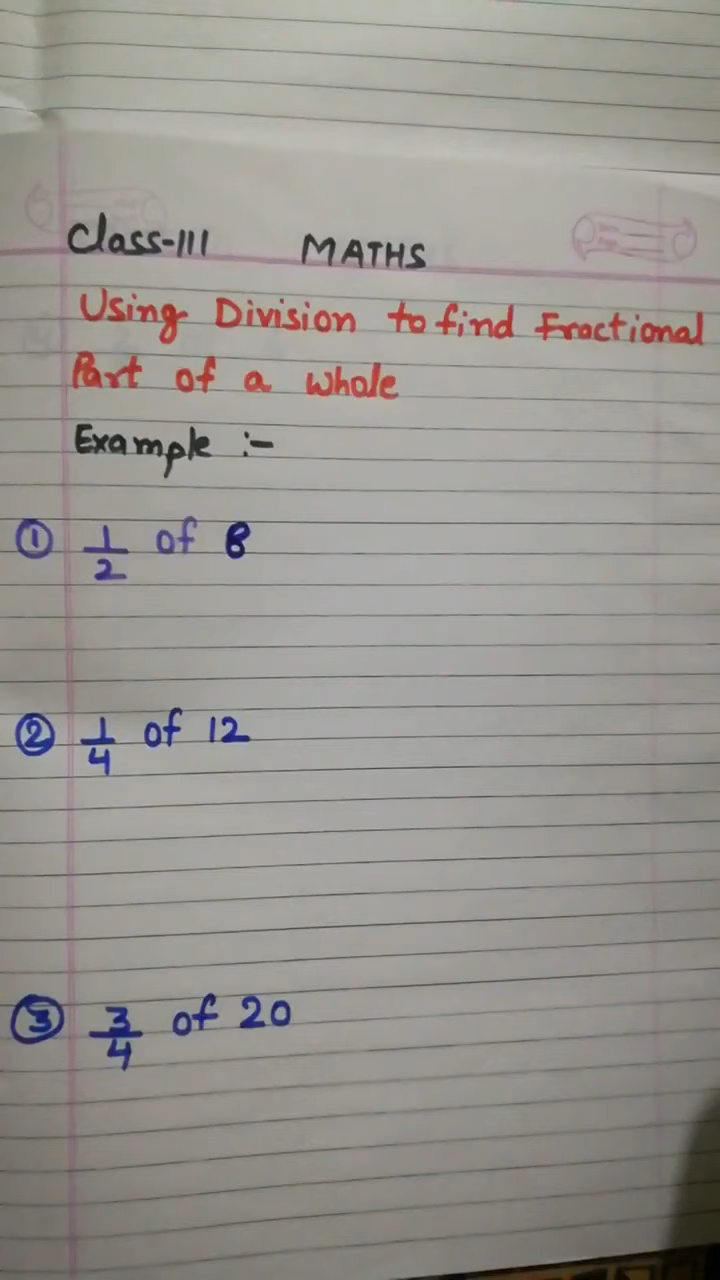 Class-III MATHS
Using Division to find Fractional
Part of a whole
Example :-
① 1/2 of 8
② 1/4 of 12
③ 3/4 of 20